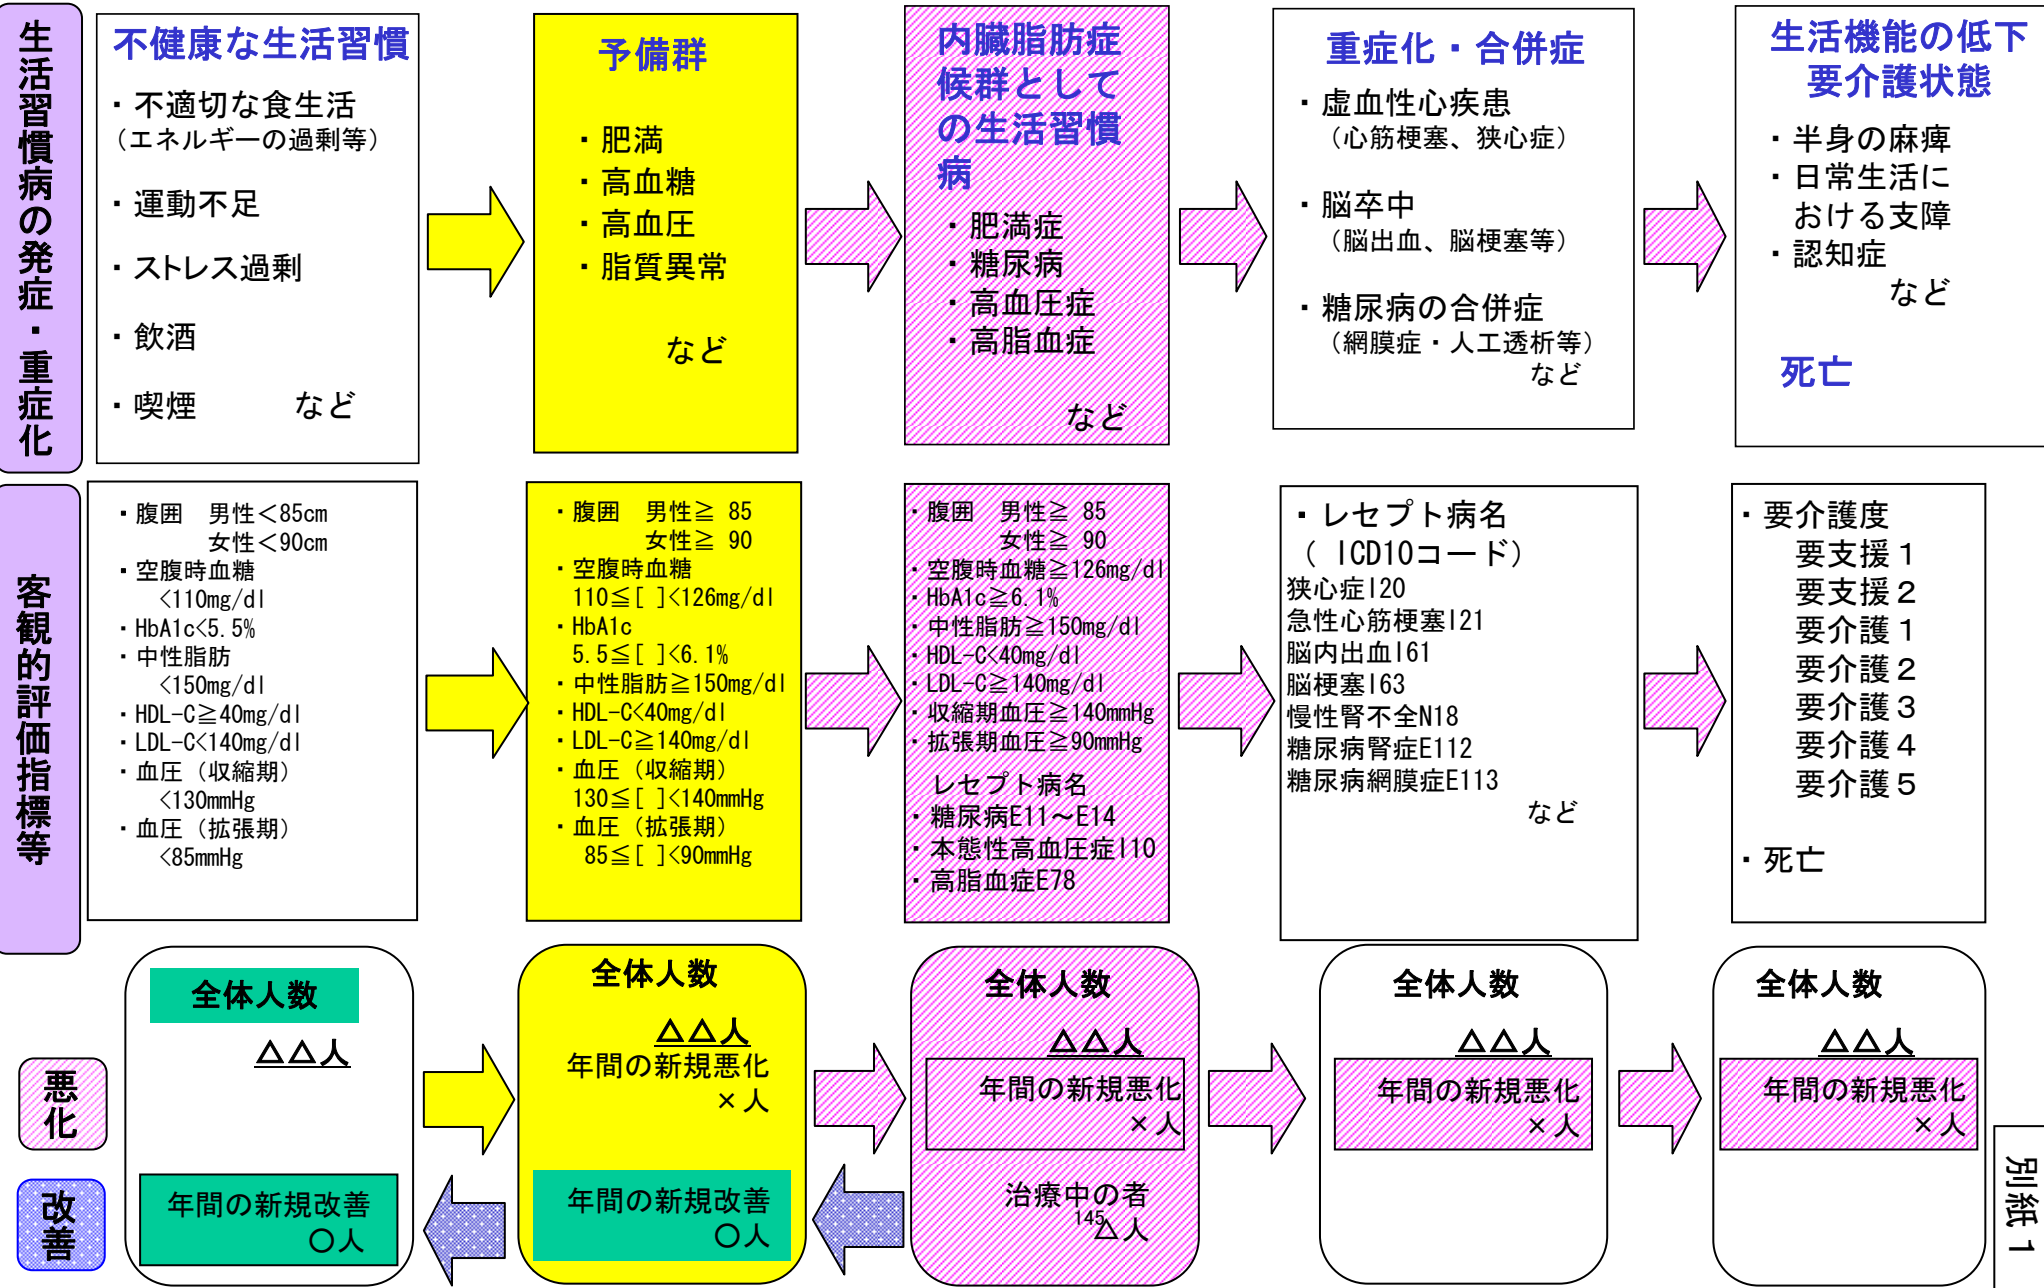 生活習慣病の発症・重症化
不健康な生活習慣
・不適切な食生活
（エネルギーの過剰等）
・運動不足
・ストレス過剰
・飲酒
・喫煙　　　など
予備群
・肥満
・高血糖
・高血圧
・脂質異常
など
内臓脂肪症
候群として
の生活習慣
病
・肥満症
・糖尿病
・高血圧症
・高脂血症
など
重症化・合併症
・虚血性心疾患
（心筋梗塞、狭心症）
・脳卒中
（脳出血、脳梗塞等）
・糖尿病の合併症
（網膜症・人工透析等）
など
生活機能の低下
要介護状態
・半身の麻痺
・日常生活に
おける支障
・認知症
など
死亡
客観的評価指標等
・腹囲　男性＜85cm
女性＜90cm
・空腹時血糖
<110mg/dl
・HbA1c<5.5%
・中性脂肪
<150mg/dl
・HDL-C≧40mg/dl
・LDL-C<140mg/dl
・血圧（収縮期）
<130mmHg
・血圧（拡張期）
<85mmHg
・腹囲　男性≧ 85
女性≧ 90
・空腹時血糖
110≦[ ]<126mg/dl
・HbA1c
5.5≦[ ]<6.1%
・中性脂肪≧150mg/dl
・HDL-C<40mg/dl
・LDL-C≧140mg/dl
・血圧（収縮期）
130≦[ ]<140mmHg
・血圧（拡張期）
85≦[ ]<90mmHg
・腹囲　男性≧ 85
女性≧ 90
・空腹時血糖≧126mg/dl
・HbA1c≧6.1%
・中性脂肪≧150mg/dl
・HDL-C<40mg/dl
・LDL-C≧140mg/dl
・収縮期血圧≧140mmHg
・拡張期血圧≧90mmHg
レセプト病名
・糖尿病E11～E14
・本態性高血圧症I10
・高脂血症E78
・レセプト病名
（ ICD10コード）
狭心症I20
急性心筋梗塞I21
脳内出血I61
脳梗塞I63
慢性腎不全N18
糖尿病腎症E112
糖尿病網膜症E113
など
・要介護度
要支援１
要支援２
要介護１
要介護２
要介護３
要介護４
要介護５
・死亡
悪化
改善
全体人数
△△人
年間の新規改善
〇人
全体人数
△△人
年間の新規悪化
×人
年間の新規改善
〇人
全体人数
△△人
年間の新規悪化
×人
治療中の者
△人
145
全体人数
△△人
年間の新規悪化
×人
全体人数
△△人
年間の新規悪化
×人
別紙１